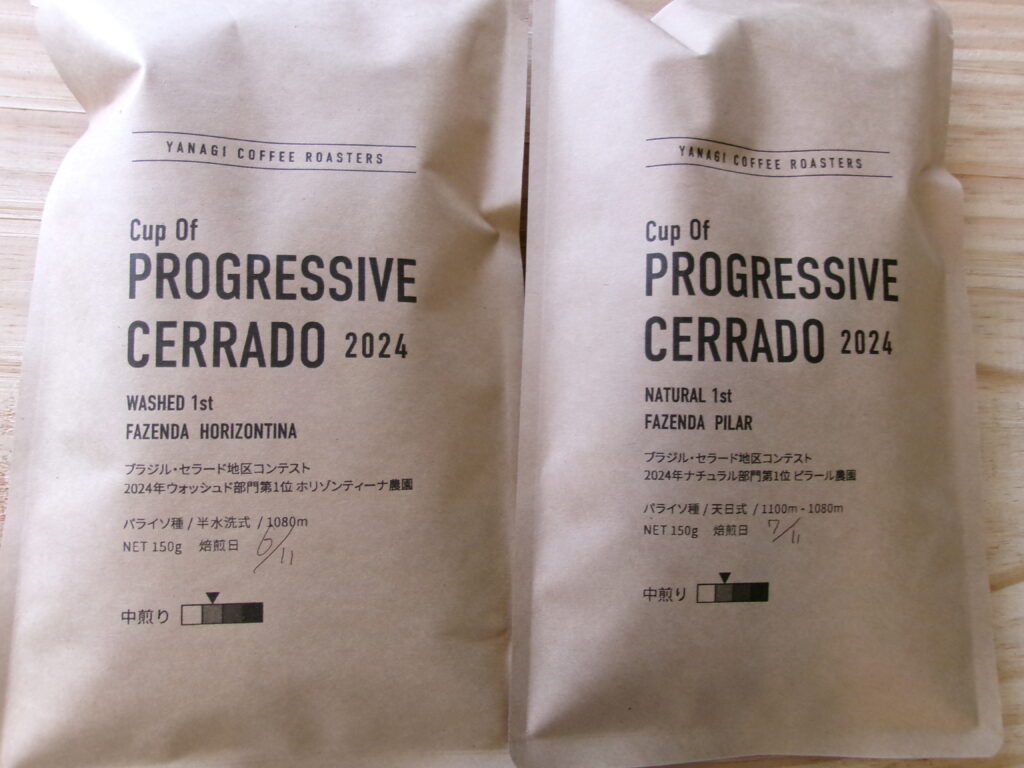 YANAGI COFFEE ROASTERS
Cup Of
PROGRESSIVE
CERRADO 2024
WASHED 1st
FAZENDA HORIZONTINA
ブラジル・セラード地区コンテスト
2024年ウォッシュド部門第1位 ホリゾンティーナ農園
パライソ種 / 半水洗式 / 1080m
NET 150g 焙煎日 6/11
中煎り
YANAGI COFFEE ROASTERS
Cup Of
PROGRESSIVE
CERRADO 2024
NATURAL 1st
FAZENDA PILAR
ブラジル・セラード地区コンテスト
2024年ナチュラル部門第1位 ピラール農園
パライソ種 / 天日式 / 1100m - 1080m
NET 150g 焙煎日 7/11
中煎り